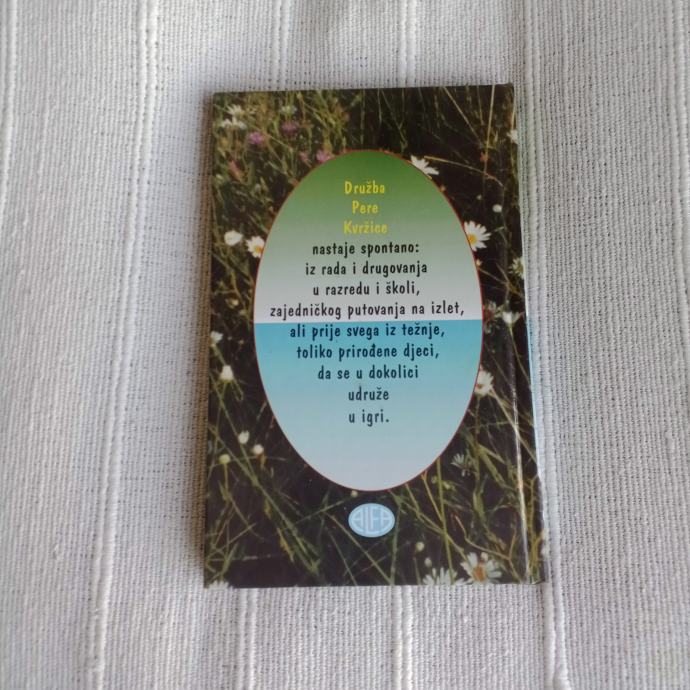 Družba
Pere
Kvržice
nastaje spontano:
iz rada i drugovanja
u razredu i školi,
zajedničkog putovanja na izlet,
ali prije svega iz težnje,
toliko prirođene djeci,
da se u dokolici
udruže
u igri.
ALFA